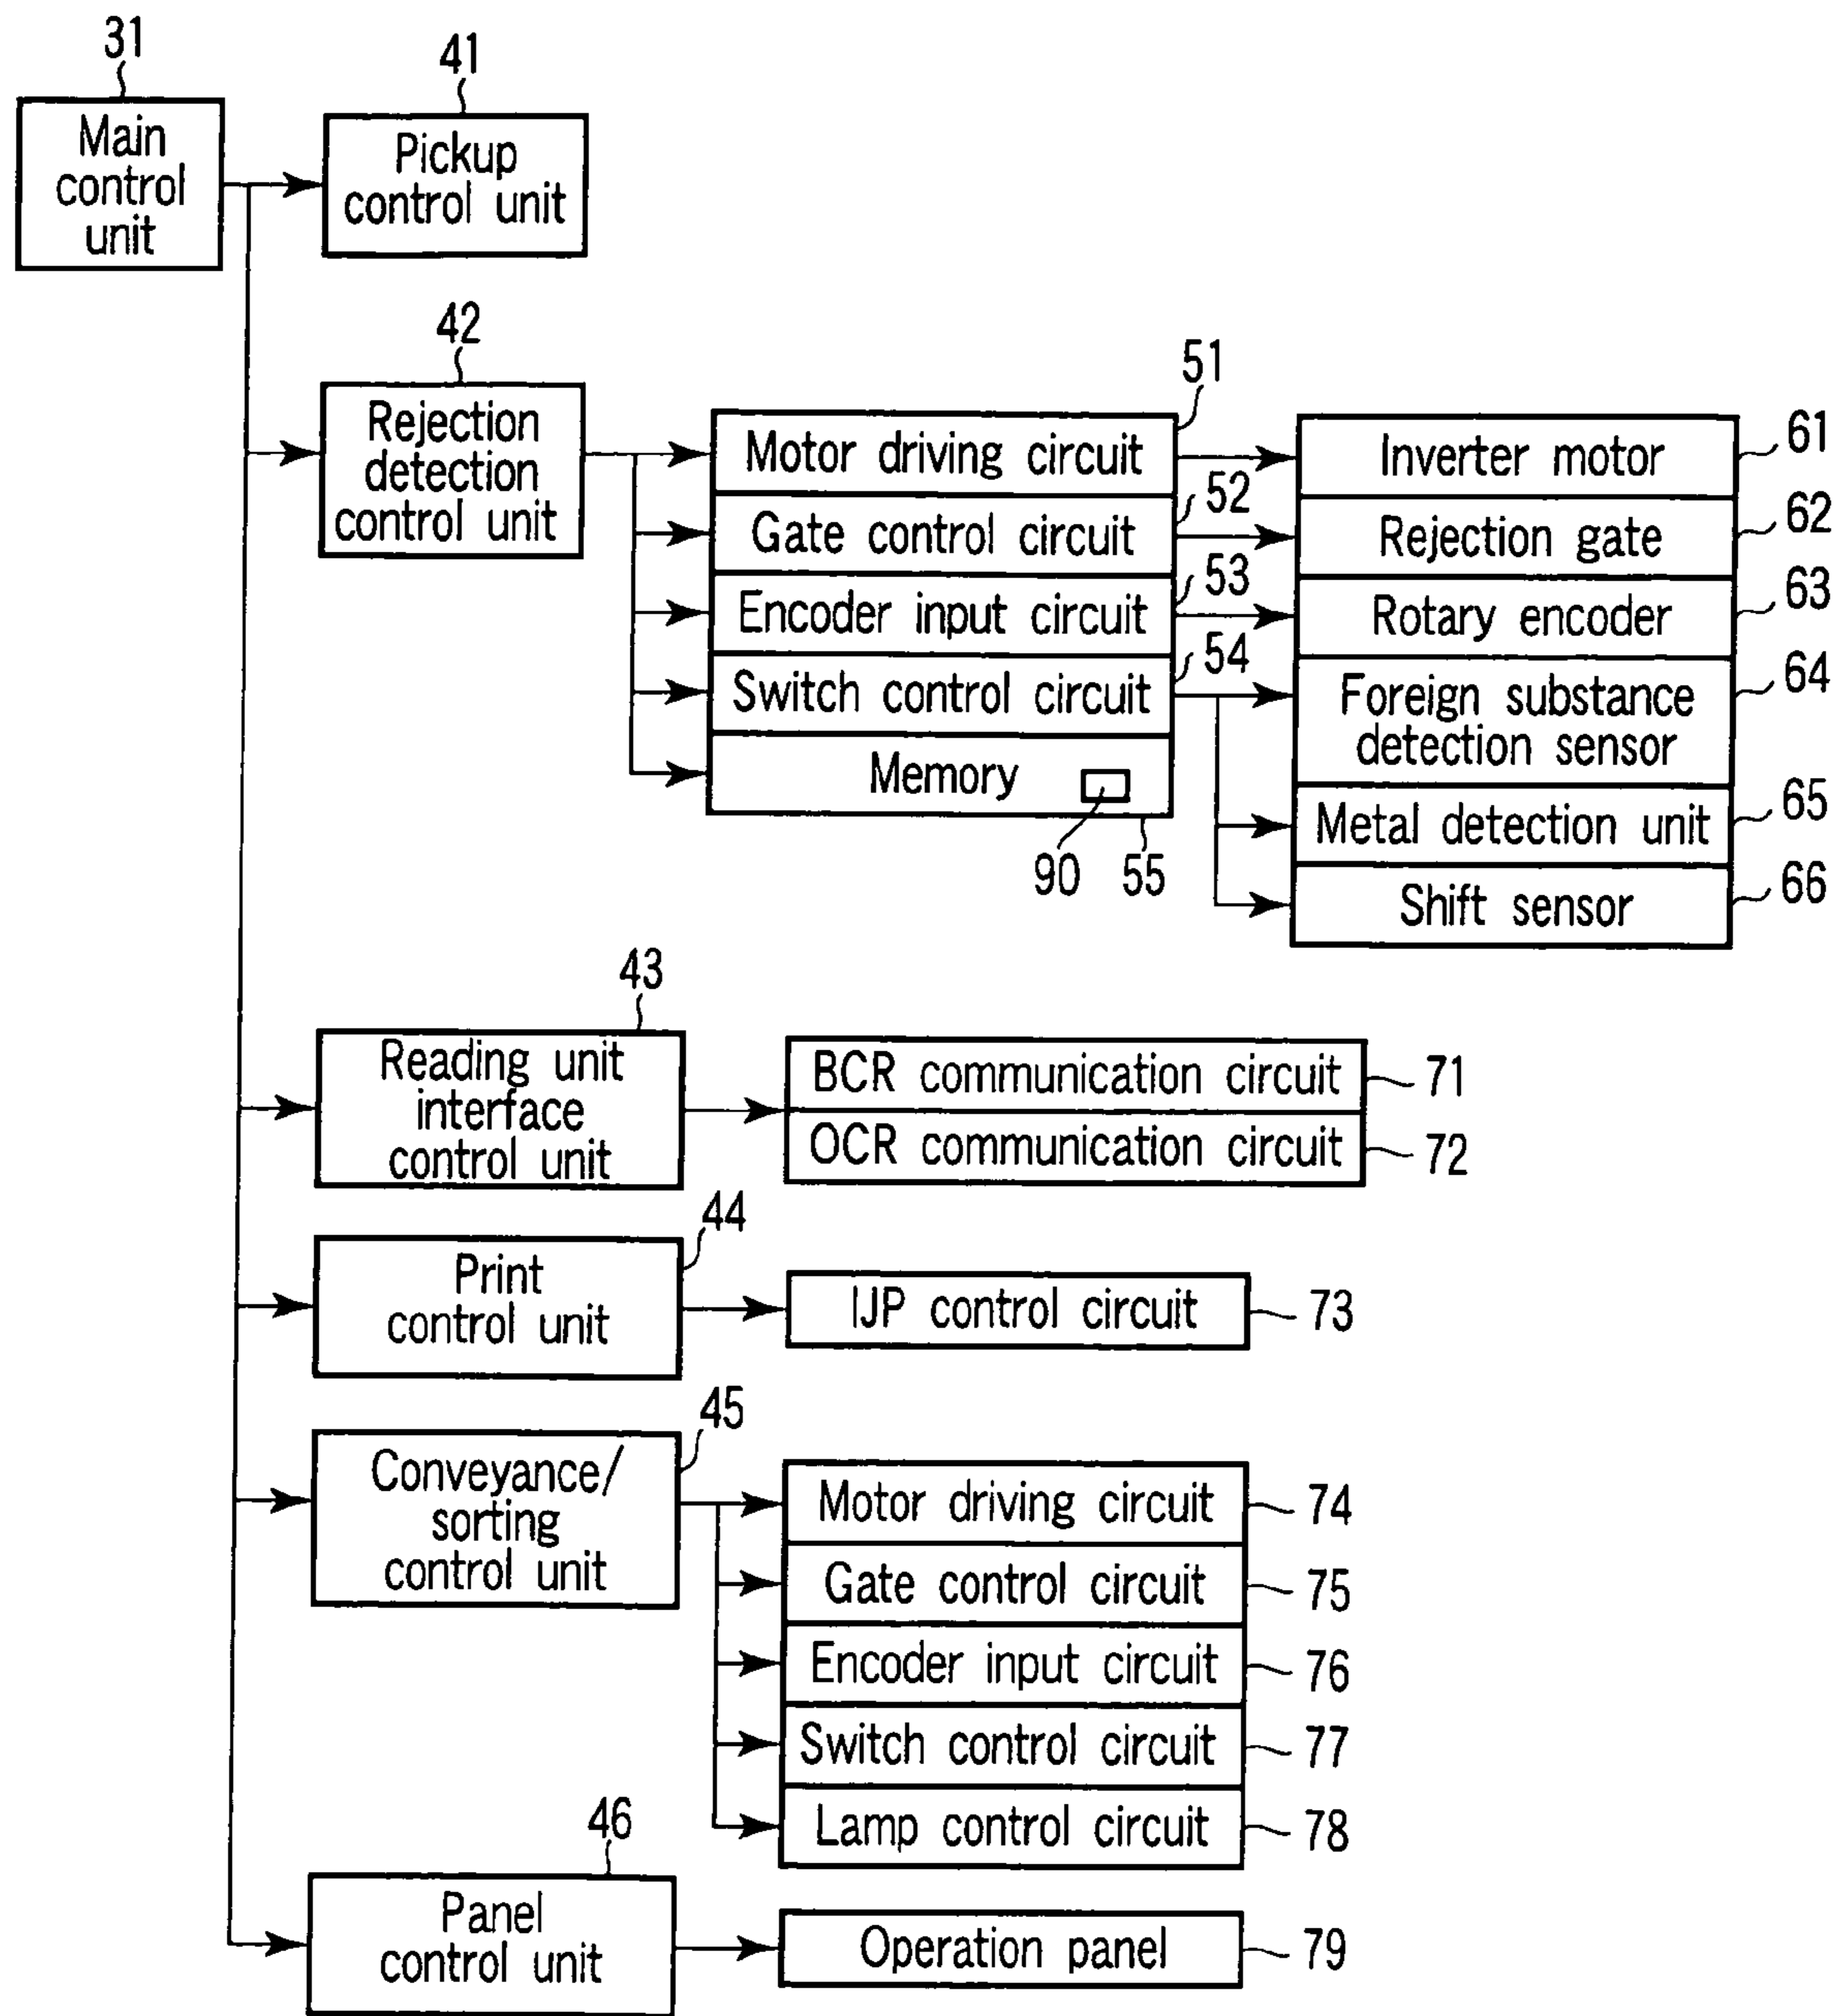 31
Main
control
unit
41
Pickup
control unit
42
Rejection
detection
control unit
51
Motor driving circuit
52
Gate control circuit
53
Encoder input circuit
54
Switch control circuit
Memory
90
55
Inverter motor
61
Rejection gate
62
Rotary encoder
63
Foreign substance
detection sensor
64
Metal detection unit
65
Shift sensor
66
43
Reading unit
interface
control unit
BCR communication circuit
71
OCR communication circuit
72
44
Print
control unit
IJP control circuit
73
45
Conveyance/
sorting
control unit
Motor driving circuit
74
Gate control circuit
75
Encoder input circuit
76
Switch control circuit
77
Lamp control circuit
78
46
Panel
control unit
Operation panel
79